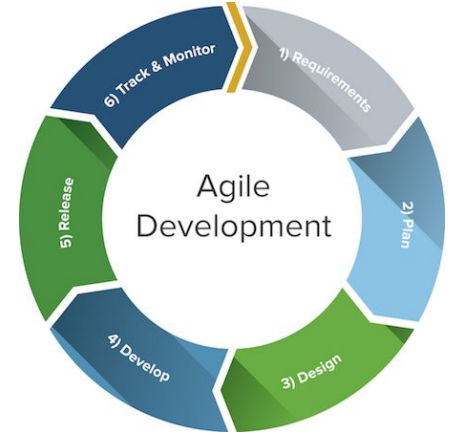 Agile
Development
1) Requirements
2) Plan
3) Design
4) Develop
5) Release
6) Track & Monitor